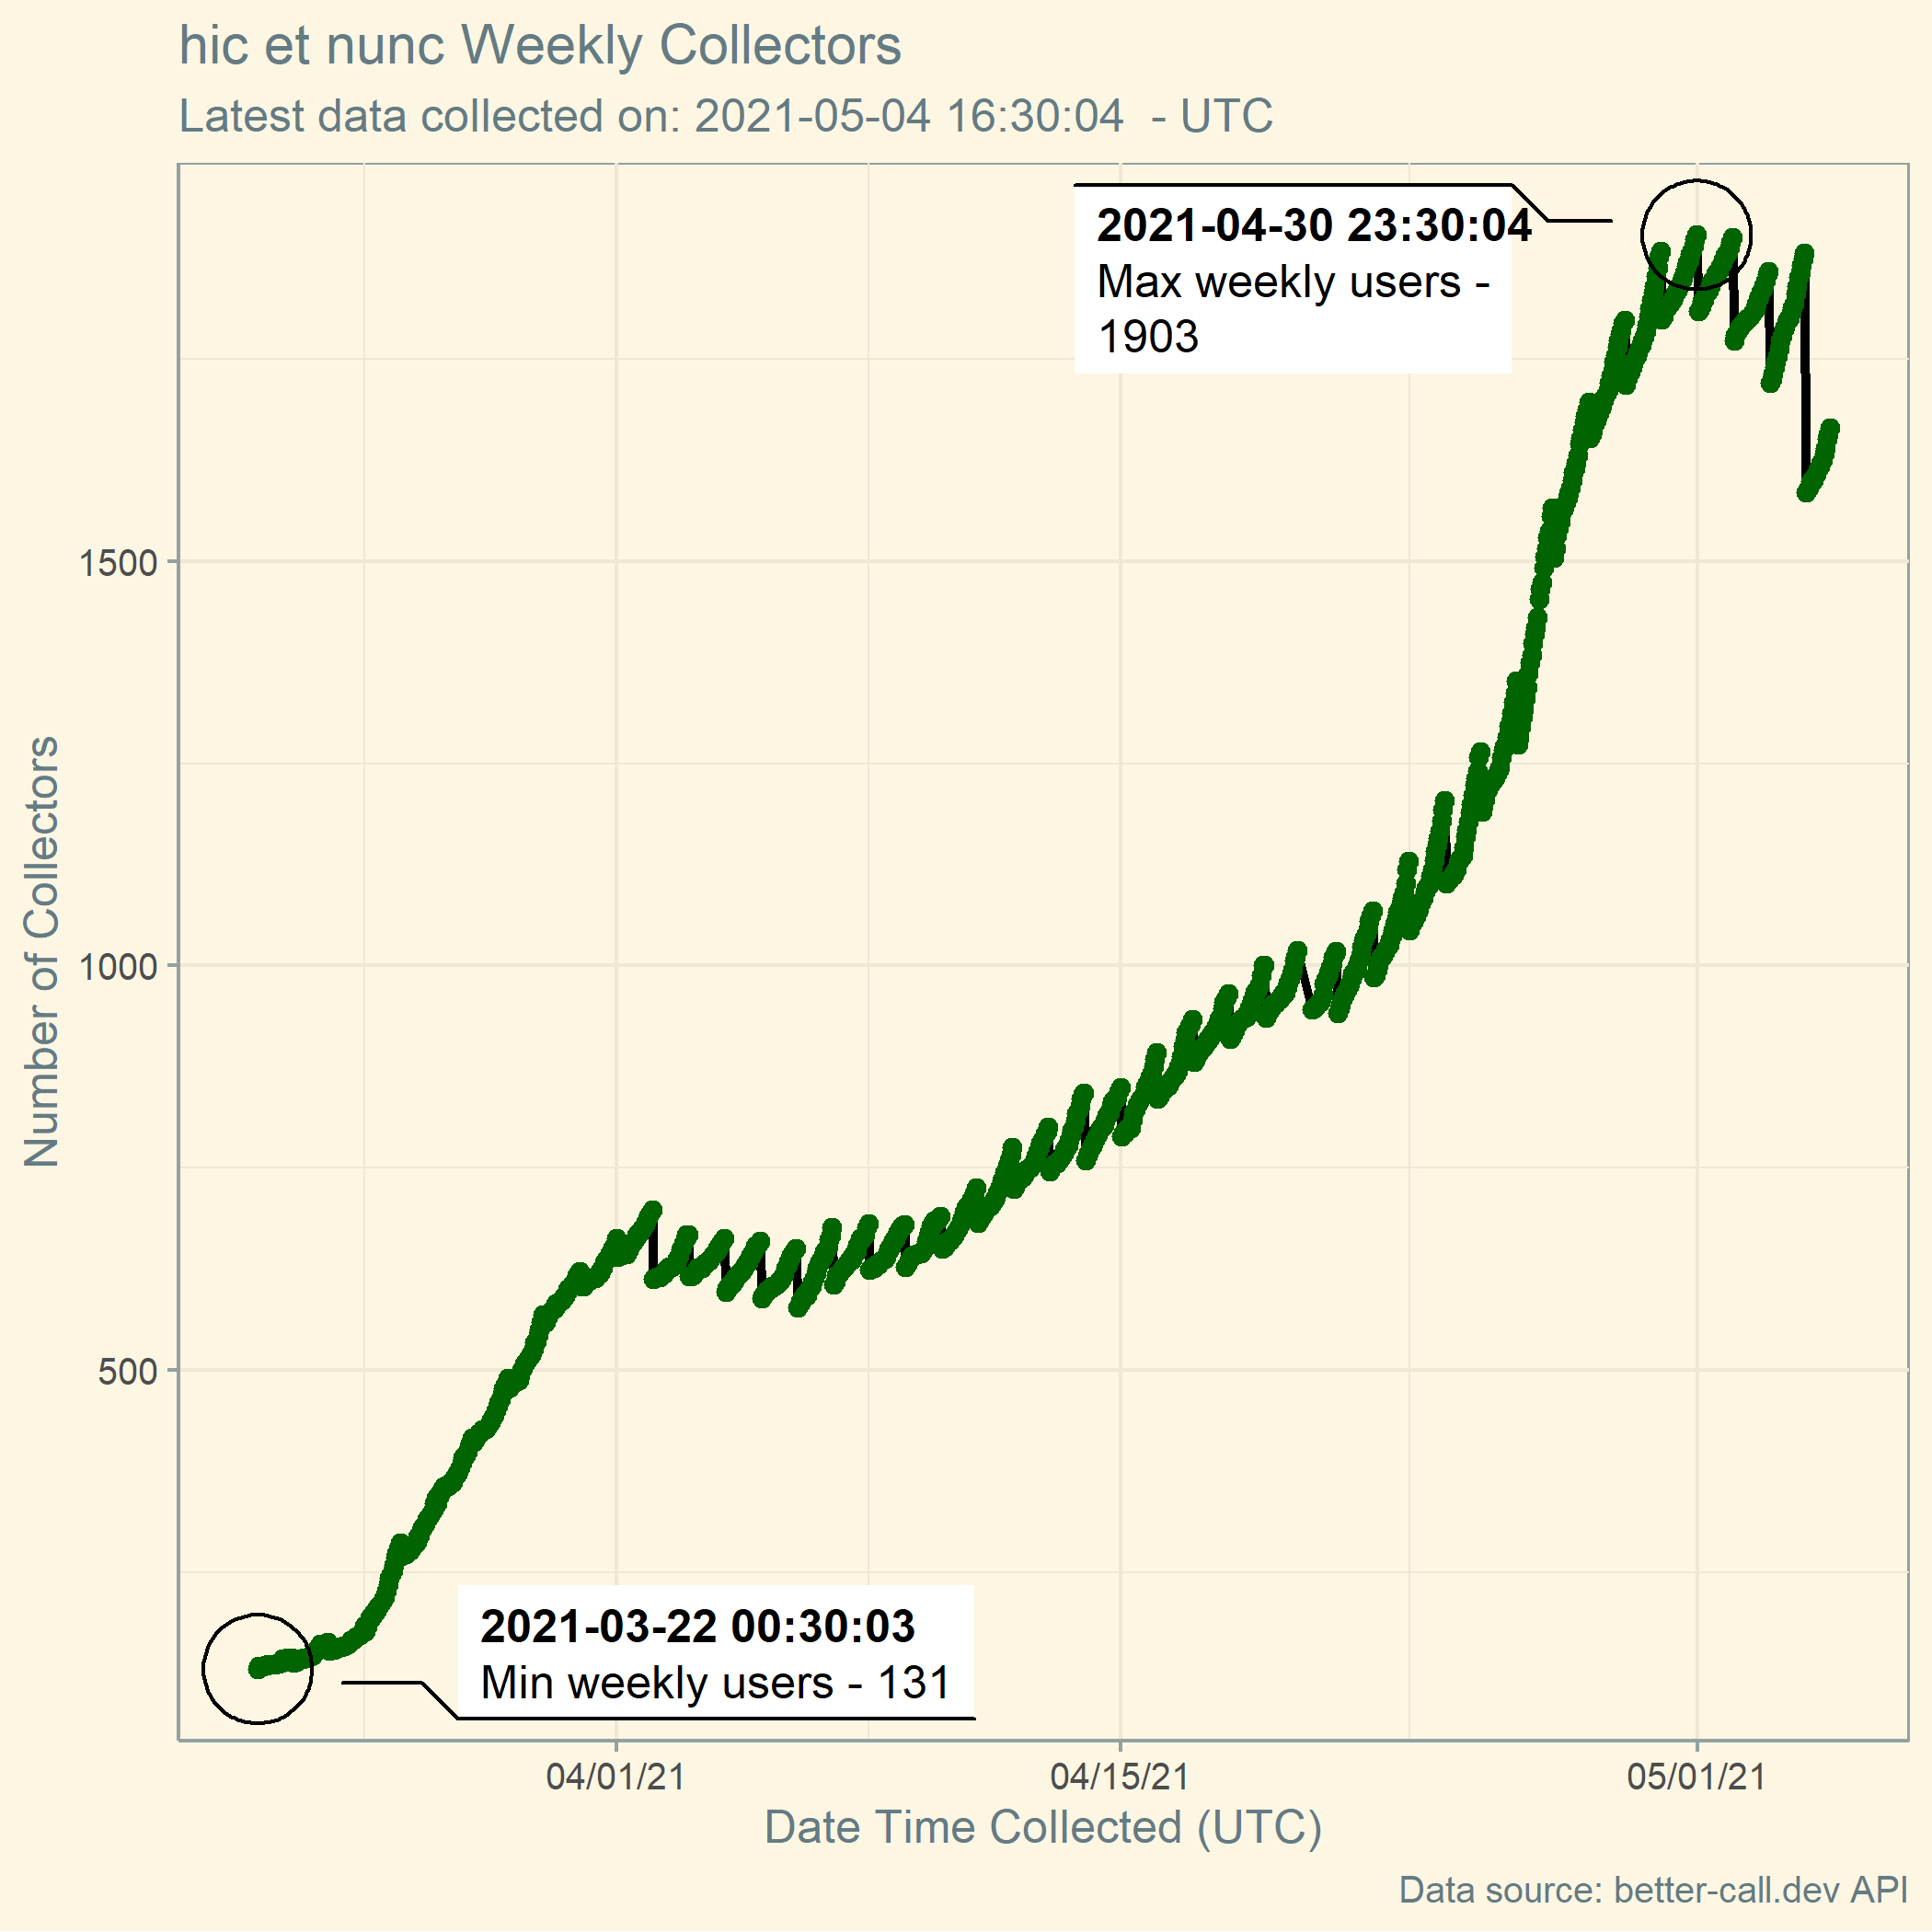 hic et nunc Weekly Collectors
Latest data collected on: 2021-05-04 16:30:04  - UTC
2021-04-30 23:30:04
Max weekly users -
1903
1500
1000
500
Number of Collectors
2021-03-22 00:30:03
Min weekly users - 131
04/01/21
04/15/21
05/01/21
Date Time Collected (UTC)
Data source: better-call.dev API